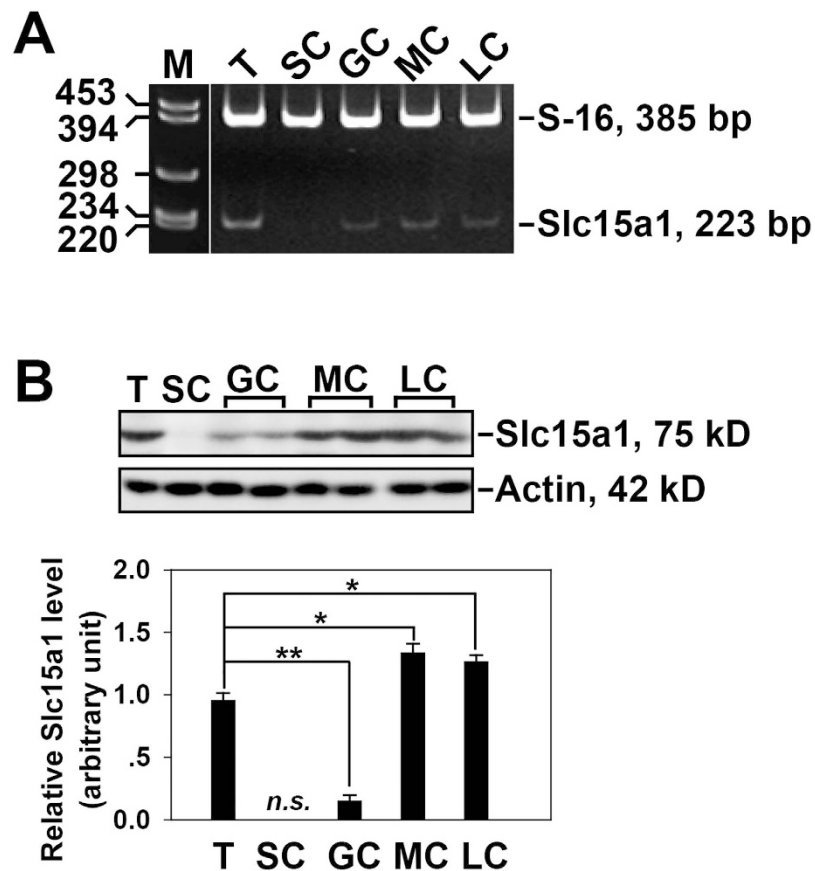 A
M T SC GC MC LC
453
394
298
234
220
S-16, 385 bp
Slc15a1, 223 bp
B
T SC GC MC LC
Slc15a1, 75 kD
Actin, 42 kD
Relative Slc15a1 level
(arbitrary unit)
2.0
1.5
1.0
.5
0.0
*
*
**
n.s.
T SC GC MC LC